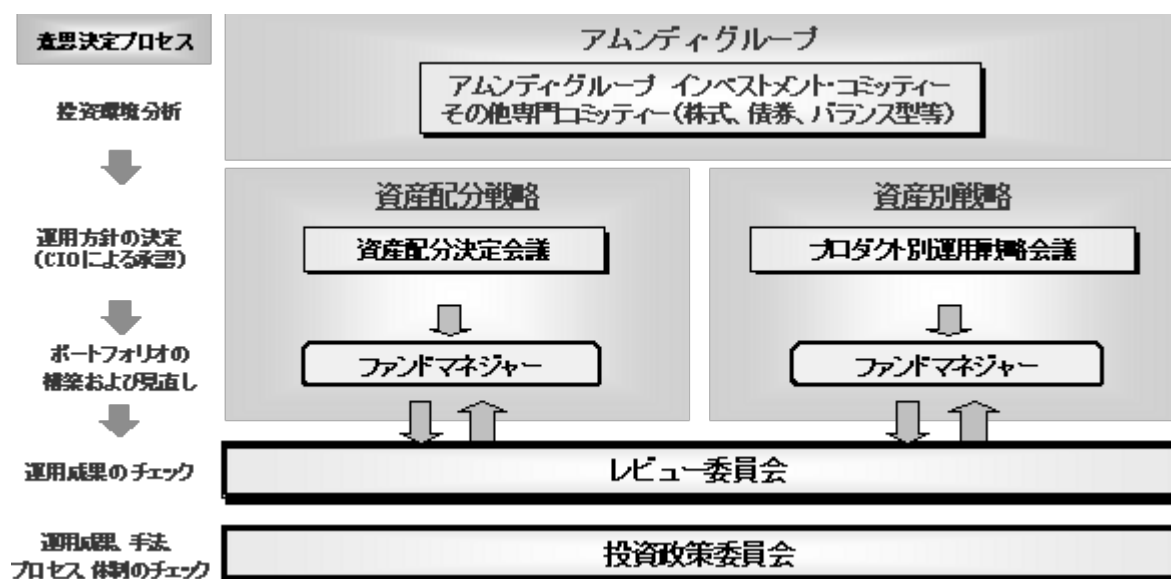 意思決定プロセス
アムンディ・グループ
アムンディ・グループ インベストメント・コミッティー
その他専門コミッティー(株式、債券、バランス型等)
投資環境分析
資産配分戦略
資産別戦略
運用方針の決定
(CIOによる承認)
資産配分決定会議
プロダクト別運用戦略会議
ポートフォリオの
構築および見直し
ファンドマネジャー
ファンドマネジャー
運用成果のチェック
レビュー委員会
運用成果、手法、
プロセス、体制のチェック
投資政策委員会